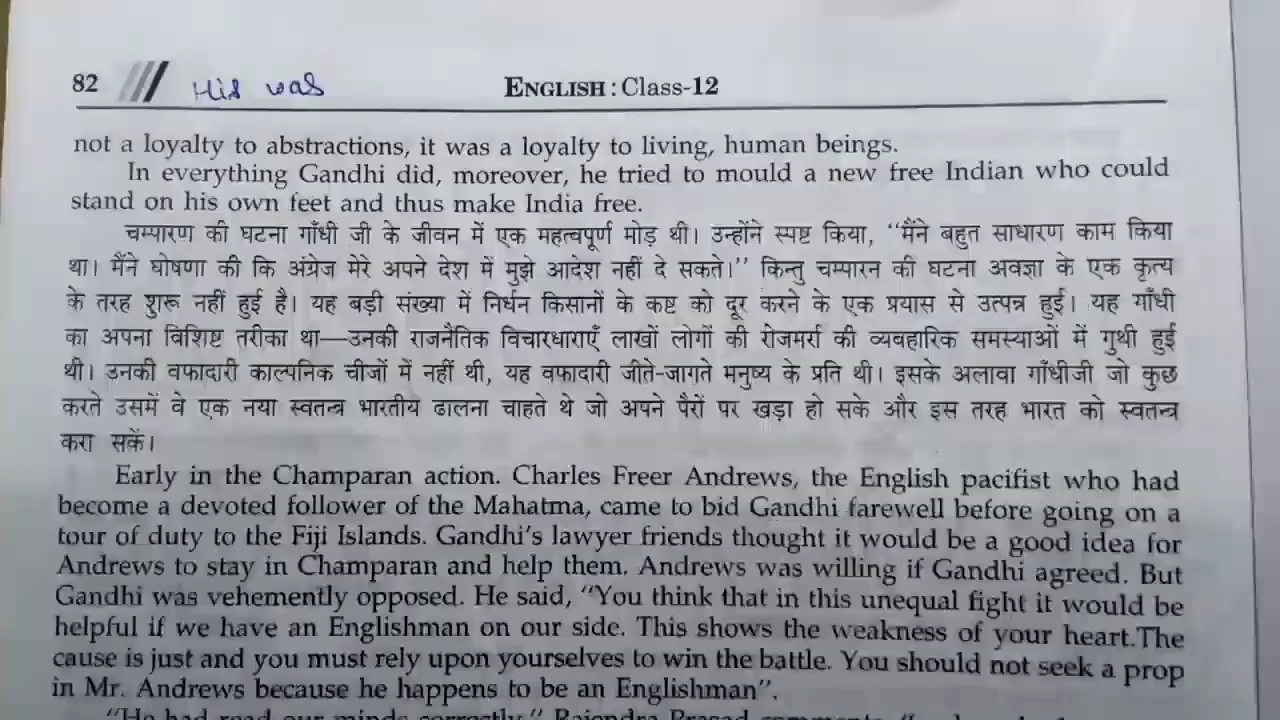 82 His was ENGLISH : Class-12
not a loyalty to abstractions, it was a loyalty to living, human beings.
In everything Gandhi did, moreover, he tried to mould a new free Indian who could
stand on his own feet and thus make India free.
चम्पारण की घटना गाँधी जी के जीवन में एक महत्वपूर्ण मोड़ थी। उन्होंने स्पष्ट किया, “मैंने बहुत साधारण काम किया
था। मैंने घोषणा की कि अंग्रेज मेरे अपने देश में मुझे आदेश नहीं दे सकते।” किन्तु चम्पारन की घटना अवज्ञा के एक कृत्य
के तरह शुरू नहीं हुई है। यह बड़ी संख्या में निर्धन किसानों के कष्ट को दूर करने के एक प्रयास से उत्पन्न हुई। यह गाँधी
का अपना विशिष्ट तरीका था—उनकी राजनैतिक विचारधाराएँ लाखों लोगों की रोजमर्रा की व्यवहारिक समस्याओं में गुथी हुई
थी। उनकी वफादारी काल्पनिक चीजों में नहीं थी, यह वफादारी जीते-जागते मनुष्य के प्रति थी। इसके अलावा गाँधीजी जो कुछ
करते उसमें वे एक नया स्वतन्त्र भारतीय ढालना चाहते थे जो अपने पैरों पर खड़ा हो सके और इस तरह भारत को स्वतन्त्र
करा सकें।
Early in the Champaran action. Charles Freer Andrews, the English pacifist who had
become a devoted follower of the Mahatma, came to bid Gandhi farewell before going on a
tour of duty to the Fiji Islands. Gandhi’s lawyer friends thought it would be a good idea for
Andrews to stay in Champaran and help them. Andrews was willing if Gandhi agreed. But
Gandhi was vehemently opposed. He said, “You think that in this unequal fight it would be
helpful if we have an Englishman on our side. This shows the weakness of your heart.The
cause is just and you must rely upon yourselves to win the battle. You should not seek a prop
in Mr. Andrews because he happens to be an Englishman”.
“He had read our minds correctly,” Rajendra Prasad comments, “